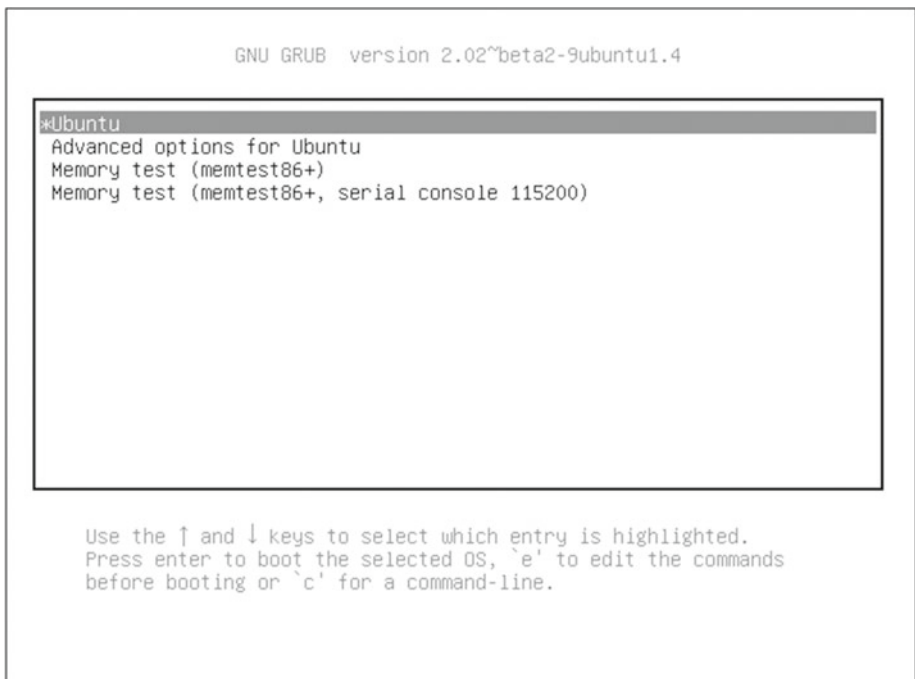 GNU GRUB version 2.02~beta2-9ubuntu1.4
*Ubuntu
Advanced options for Ubuntu
Memory test (memtest86+)
Memory test (memtest86+, serial console 115200)
Use the ↑ and ↓ keys to select which entry is highlighted.
Press enter to boot the selected OS, `e' to edit the commands
before booting or `c' for a command-line.